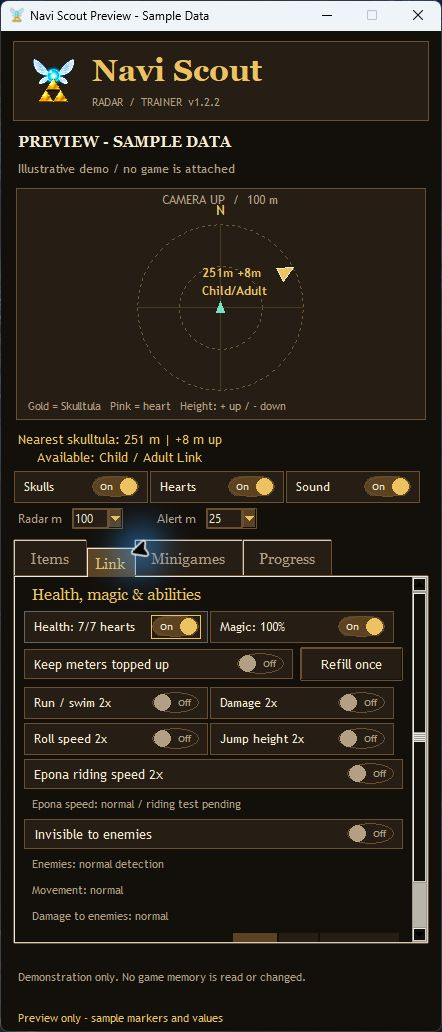 Navi Scout Preview - Sample Data
Navi Scout
RADAR / TRAINER v1.2.2
PREVIEW - SAMPLE DATA
Illustrative demo / no game is attached
CAMERA UP / 100 m
N
251m +8m
Child/Adult
Gold = Skulltula Pink = heart Height: + up / - down
Nearest skulltula: 251 m | +8 m up
Available: Child / Adult Link
Skulls On Hearts On Sound On
Radar m 100 Alert m 25
Items Link Minigames Progress
Health, magic & abilities
Health: 7/7 hearts On Magic: 100% On
Keep meters topped up Off Refill once
Run / swim 2x Off Damage 2x Off
Roll speed 2x Off Jump height 2x Off
Epona riding speed 2x Off
Epona speed: normal / riding test pending
Invisible to enemies Off
Enemies: normal detection
Movement: normal
Damage to enemies: normal
Demonstration only. No game memory is read or changed.
Preview only - sample markers and values